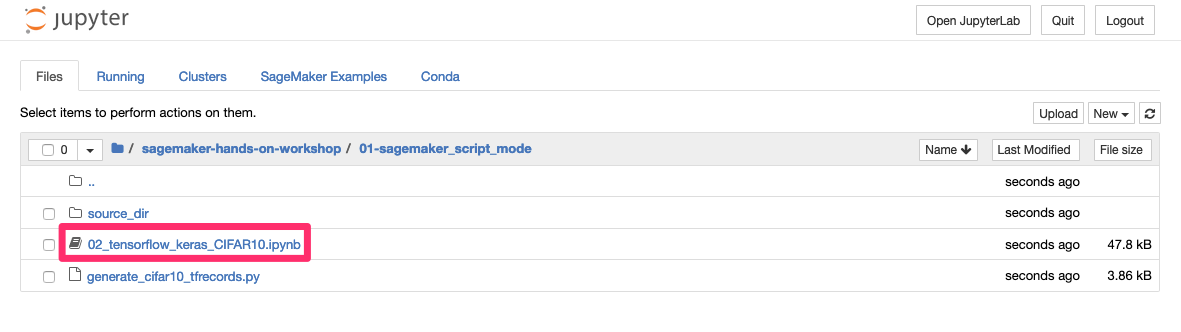 jupyter
Open JupyterLab Quit Logout
Files Running Clusters SageMaker Examples Conda
Select items to perform actions on them.
Upload New
0 / sagemaker-hands-on-workshop / 01-sagemaker_script_mode Name Last Modified File size
.. seconds ago
source_dir seconds ago
02_tensorflow_keras_CIFAR10.ipynb seconds ago 47.8 kB
generate_cifar10_tfrecords.py seconds ago 3.86 kB